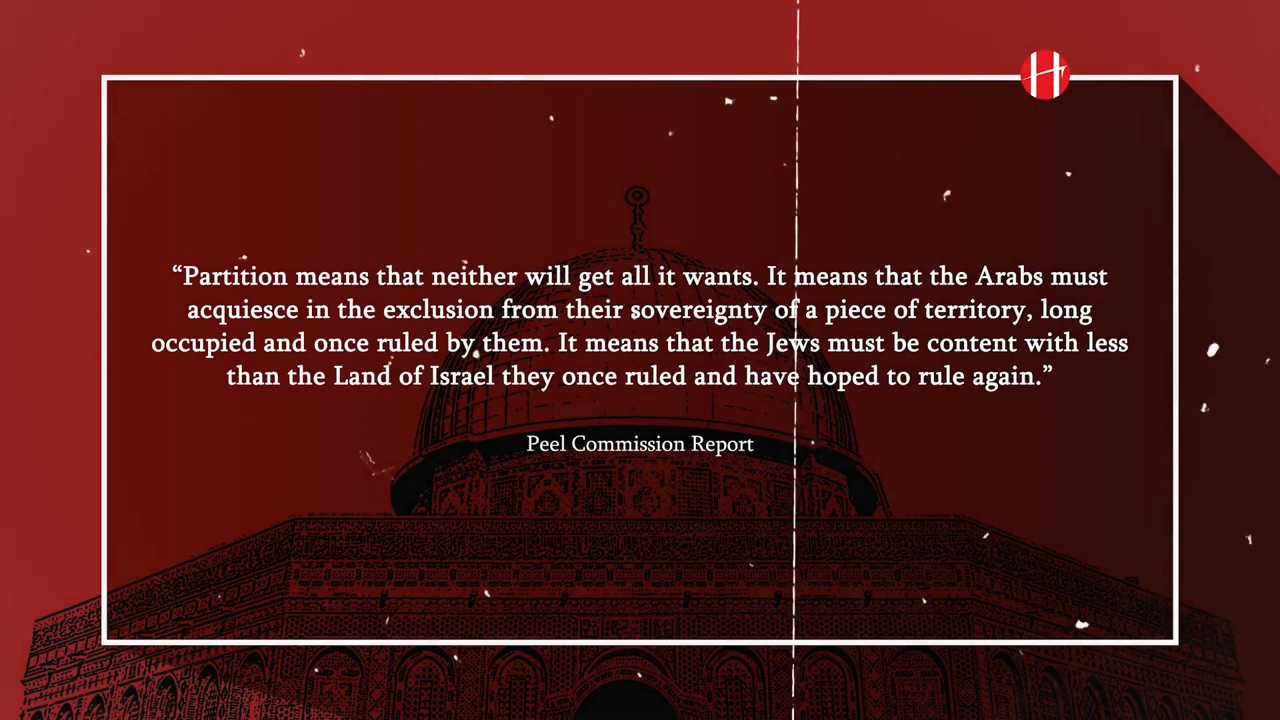 “Partition means that neither will get all it wants. It means that the Arabs must
acquiesce in the exclusion from their sovereignty of a piece of territory, long
occupied and once ruled by them. It means that the Jews must be content with less
than the Land of Israel they once ruled and have hoped to rule again.”
Peel Commission Report